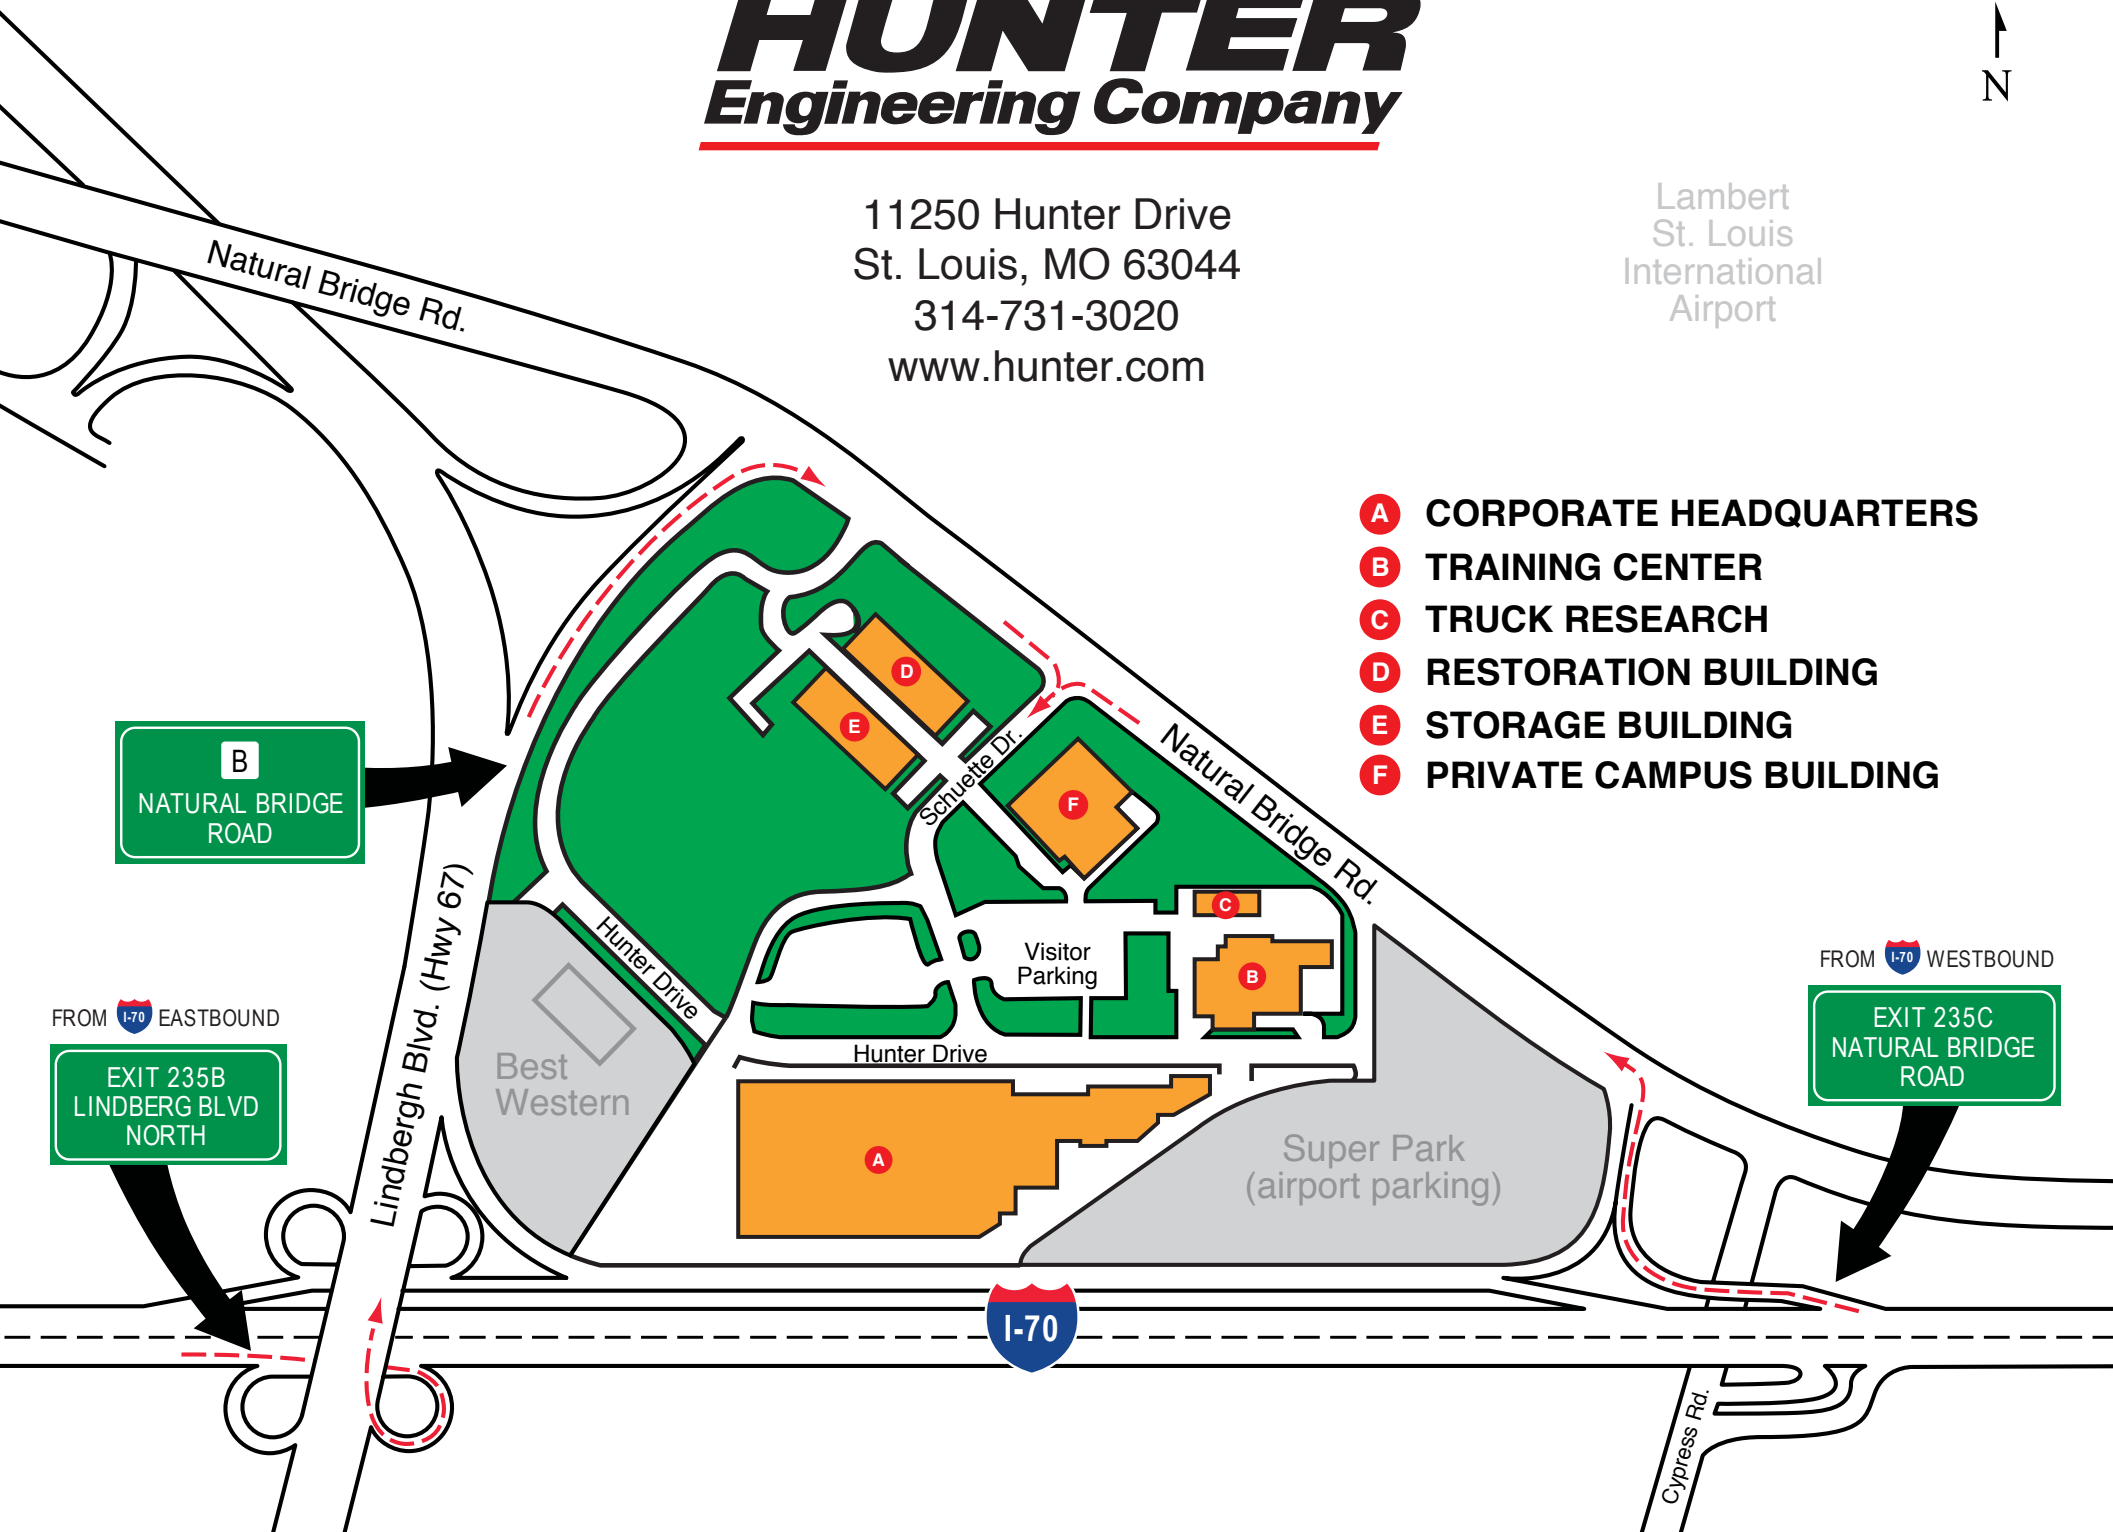 HUNTER
Engineering Company
N
11250 Hunter Drive
St. Louis, MO 63044
314-731-3020
www.hunter.com
Lambert
St. Louis
International
Airport
Natural Bridge Rd.
A CORPORATE HEADQUARTERS
B TRAINING CENTER
C TRUCK RESEARCH
D RESTORATION BUILDING
E STORAGE BUILDING
F PRIVATE CAMPUS BUILDING
D
E
F
Schuette Dr.
Natural Bridge Rd.
B
NATURAL BRIDGE
ROAD
C
B
Visitor
Parking
Hunter Drive
Hunter Drive
Lindbergh Blvd. (Hwy 67)
FROM I-70 EASTBOUND
EXIT 235B
LINDBERG BLVD
NORTH
Best
Western
A
Super Park
(airport parking)
FROM I-70 WESTBOUND
EXIT 235C
NATURAL BRIDGE
ROAD
I-70
Cypress Rd.